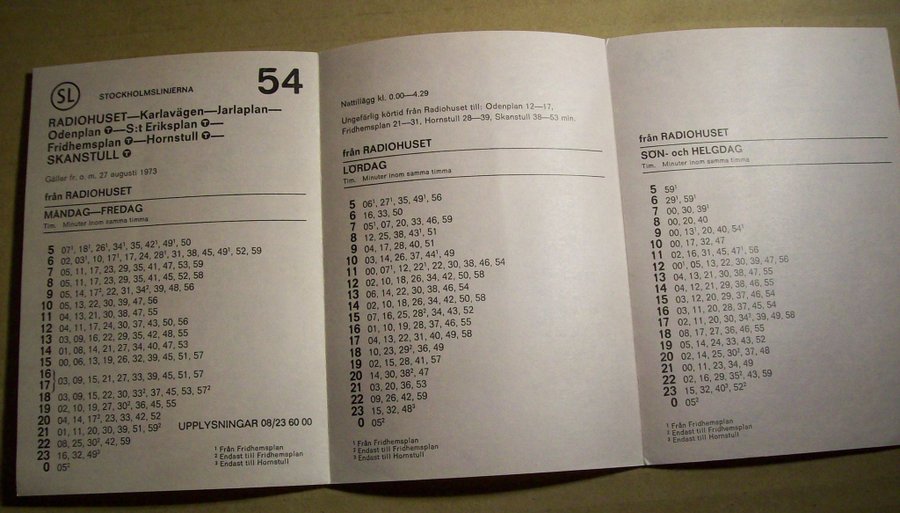 SL STOCKHOLMSLINJERNA 54
RADIOHUSET—Karlavägen—Jarlaplan—
Odenplan T—S:t Eriksplan T—
Fridhemsplan T—Hornstull T—
SKANSTULL T
Gäller fr. o. m. 27 augusti 1973
från RADIOHUSET
MÅNDAG—FREDAG
Tim. Minuter inom samma timma
5 07¹, 18¹, 26¹, 34¹, 35, 42¹, 49¹, 50
6 02, 03¹, 10, 17¹, 17, 24, 28¹, 31, 38, 45, 49¹, 52, 59
7 05, 11, 17, 23, 29, 35, 41, 47, 53, 59
8 05, 11, 17, 23, 29, 35, 41, 45, 52, 58
9 05, 14, 17², 22, 31, 34², 39, 48, 56
10 05, 13, 22, 30, 39, 47, 56
11 04, 13, 21, 30, 38, 47, 55
12 04, 11, 17, 24, 30, 37, 43, 50, 56
13 03, 09, 16, 22, 29, 35, 42, 48, 55
14 01, 08, 14, 21, 27, 34, 40, 47, 53
15 00, 06, 13, 19, 26, 32, 39, 45, 51, 57
16
17 03, 09, 15, 21, 27, 33, 39, 45, 51, 57
18 03, 09, 15, 22, 30, 33², 37, 45, 53, 57²
19 02, 10, 19, 27, 30², 36, 45, 55
20 04, 14, 17², 23, 33, 42, 52
21 01, 11, 20, 30, 39, 51, 59²
22 08, 25, 30², 42, 59
23 16, 32, 49²
0 05²
UPPLYSNINGAR 08/23 60 00
¹ Från Fridhemsplan
² Endast till Fridhemsplan
³ Endast till Hornstull
Nattillägg kl. 0.00—4.29
Ungefärlig körtid från Radiohuset till: Odenplan 12—17,
Fridhemsplan 21—31, Hornstull 28—39, Skanstull 38—53 min.
från RADIOHUSET
LÖRDAG
Tim. Minuter inom samma timma
5 06¹, 27¹, 35, 49¹, 56
6 16, 33, 50
7 05¹, 07, 20, 33, 46, 59
8 12, 25, 38, 43¹, 51
9 04, 17, 28, 40, 51
10 03, 14, 26, 37, 44¹, 49
11 00, 07¹, 12, 22¹, 22, 30, 38, 46, 54
12 02, 10, 18, 26, 34, 42, 50, 58
13 06, 14, 22, 30, 38, 46, 54
14 02, 10, 18, 26, 34, 42, 50, 58
15 07, 16, 25, 28², 34, 43, 52
16 01, 10, 19, 28, 37, 46, 55
17 04, 13, 22, 31, 40, 49, 58
18 10, 23, 29², 36, 49
19 02, 15, 28, 41, 57
20 14, 30, 38², 47
21 03, 20, 36, 53
22 09, 26, 42, 59
23 15, 32, 48³
0 05²
¹ Från Fridhemsplan
² Endast till Fridhemsplan
³ Endast till Hornstull
från RADIOHUSET
SÖN- och HELGDAG
Tim. Minuter inom samma timma
5 59¹
6 29¹, 59¹
7 00, 30, 39¹
8 00, 20, 40
9 00, 13¹, 20, 40, 54¹
10 00, 17, 32, 47
11 02, 16, 31, 45, 47¹, 56
12 00¹, 05, 13, 22, 30, 39, 47, 56
13 04, 13, 21, 30, 38, 47, 55
14 04, 12, 21, 29, 38, 46, 55
15 03, 12, 20, 29, 37, 46, 54
16 03, 11, 20, 28, 37, 45, 54
17 02, 11, 20, 30, 34², 39, 49, 58
18 08, 17, 27, 36, 46, 55
19 05, 14, 24, 33, 43, 52
20 02, 14, 25, 30², 37, 48
21 00, 11, 23, 34, 49
22 02, 16, 29, 35², 43, 59
23 15, 32, 40³, 52²
0 05²
¹ Från Fridhemsplan
² Endast till Fridhemsplan
³ Endast till Hornstull